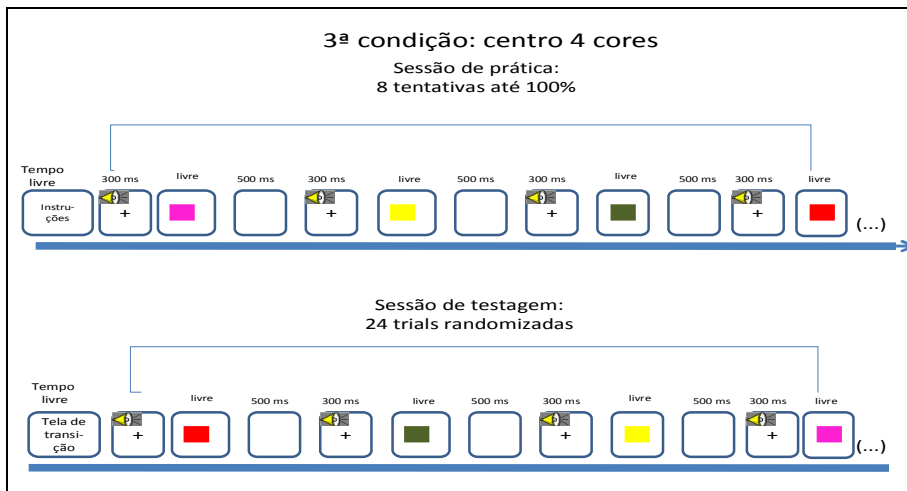 3ª condição: centro 4 cores
Sessão de prática:
8 tentativas até 100%
Tempo
livre
300 ms
livre
500 ms
300 ms
livre
500 ms
300 ms
livre
500 ms
300 ms
livre
Instru-
ções
+
+
+
+
(...)
Sessão de testagem:
24 trials randomizadas
Tempo
livre
livre
500 ms
300 ms
livre
500 ms
300 ms
livre
500 ms
300 ms
livre
Tela de
transi-
ção
+
+
+
+
(...)